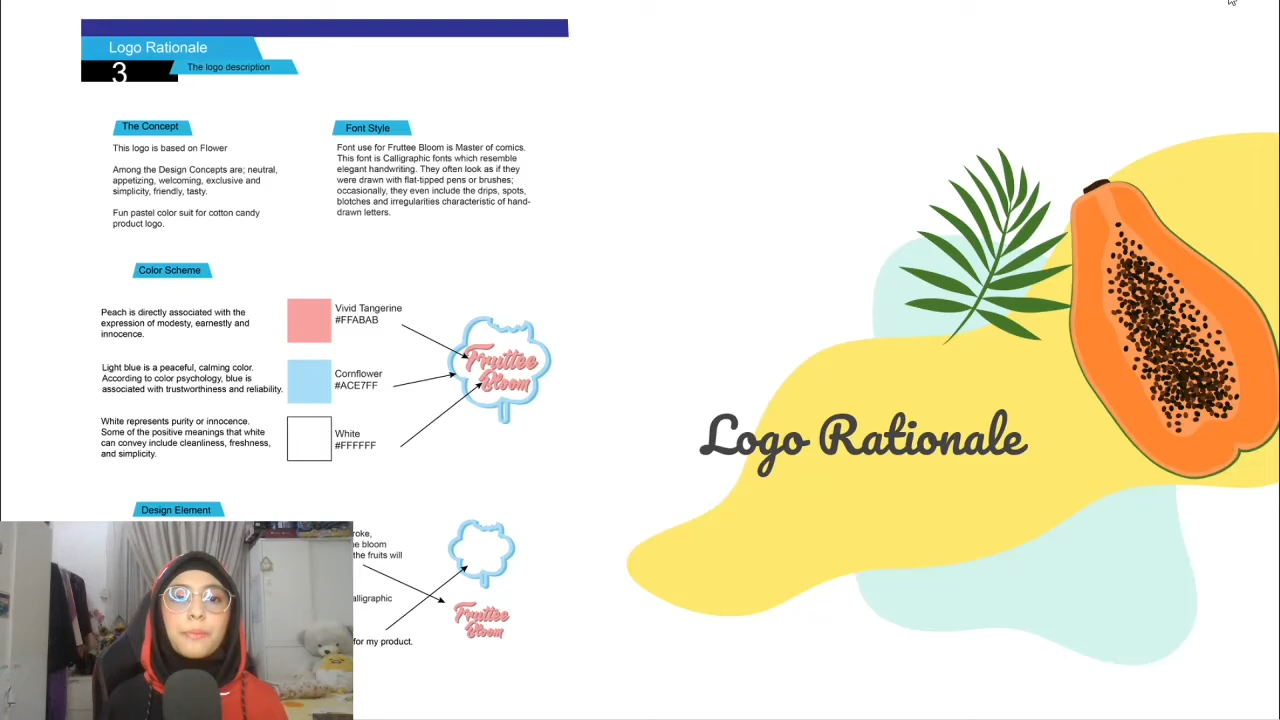 Logo Rationale
3
The logo description
The Concept
This logo is based on Flower
Among the Design Concepts are; neutral,
appetizing, welcoming, exclusive and
simplicity, friendly, tasty.
Fun pastel color suit for cotton candy
product logo.
Font Style
Font use for Fruttee Bloom is Master of comics.
This font is Calligraphic fonts which resemble
elegant handwriting. They often look as if they
were drawn with flat-tipped pens or brushes;
occasionally, they even include the drips, spots,
blotches and irregularities characteristic of hand-
drawn letters.
Color Scheme
Peach is directly associated with the
expression of modesty, earnestly and
innocence.
Vivid Tangerine
#FFABAB
Light blue is a peaceful, calming color.
According to color psychology, blue is
associated with trustworthiness and reliability.
Cornflower
#ACE7FF
White represents purity or innocence.
Some of the positive meanings that white
can convey include cleanliness, freshness,
and simplicity.
White
#FFFFFF
Fruttee
Bloom
Design Element
roke,
e bloom
the fruits will
alligraphic
for my product.
Fruttee
Bloom
Logo Rationale